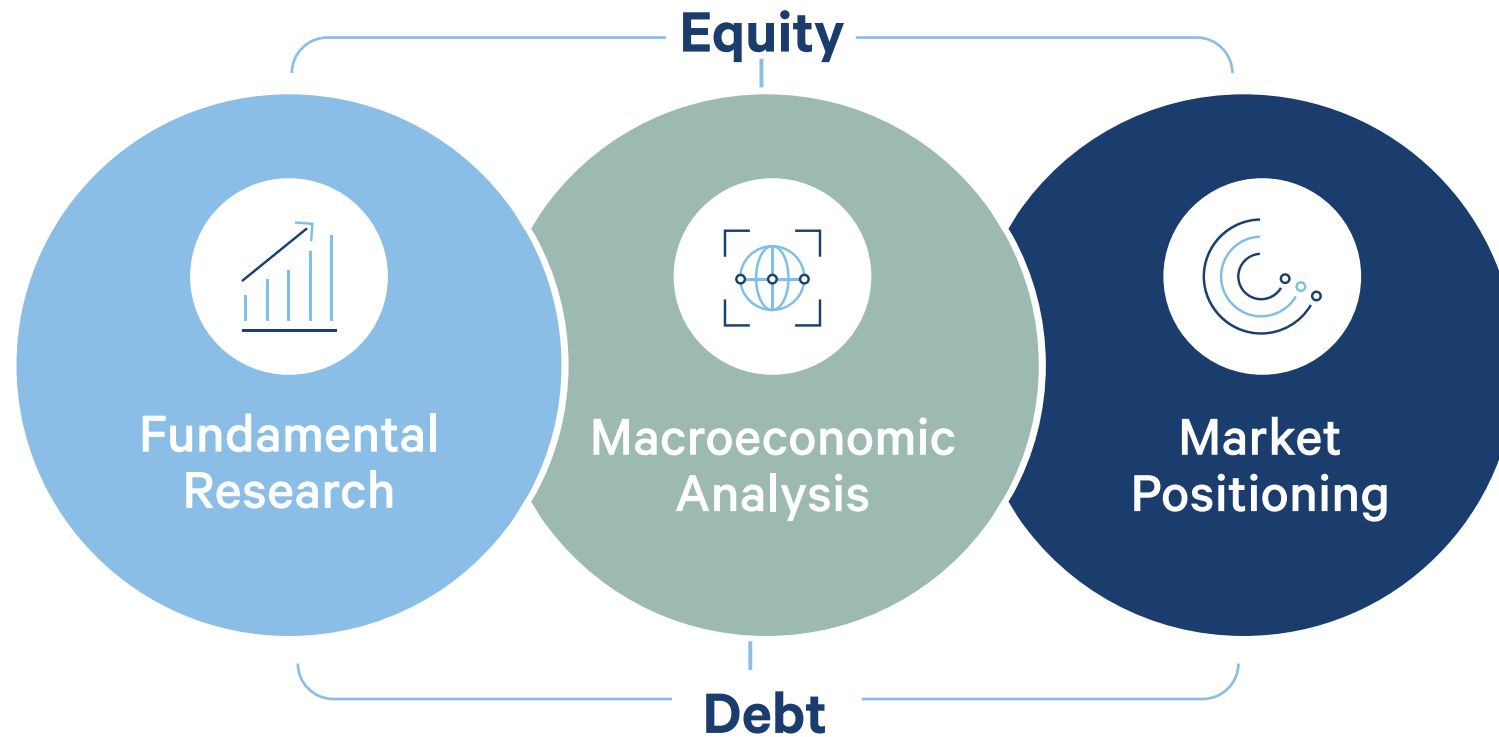 Equity
Fundamental
Research
Macroeconomic
Analysis
Market
Positioning
Debt